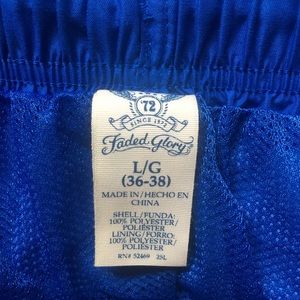 72
SINCE 1972
Faded Glory
L/G
(36-38)
MADE IN/HECHO EN
CHINA
SHELL/FUNDA:
100% POLYESTER/
POLIÉSTER
LINING/FORRO:
100% POLYESTER/
POLIÉSTER
RN# 52469 25L